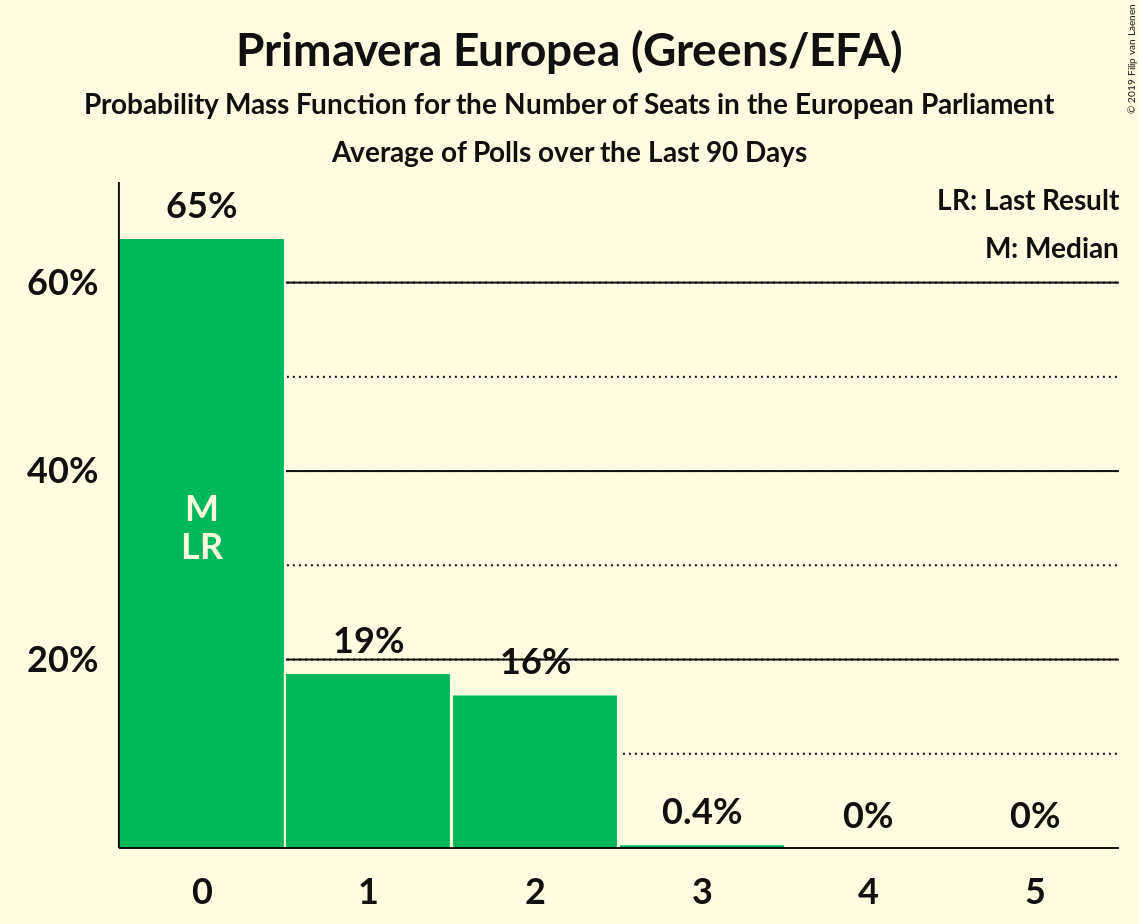 Primavera Europea (Greens/EFA)
Probability Mass Function for the Number of Seats in the European Parliament
Average of Polls over the Last 90 Days
© 2019 Filip van Laenen
LR: Last Result
M: Median
65%
60%
40%
20%
M
LR
19%
16%
0.4%
0%
0%
0 1 2 3 4 5